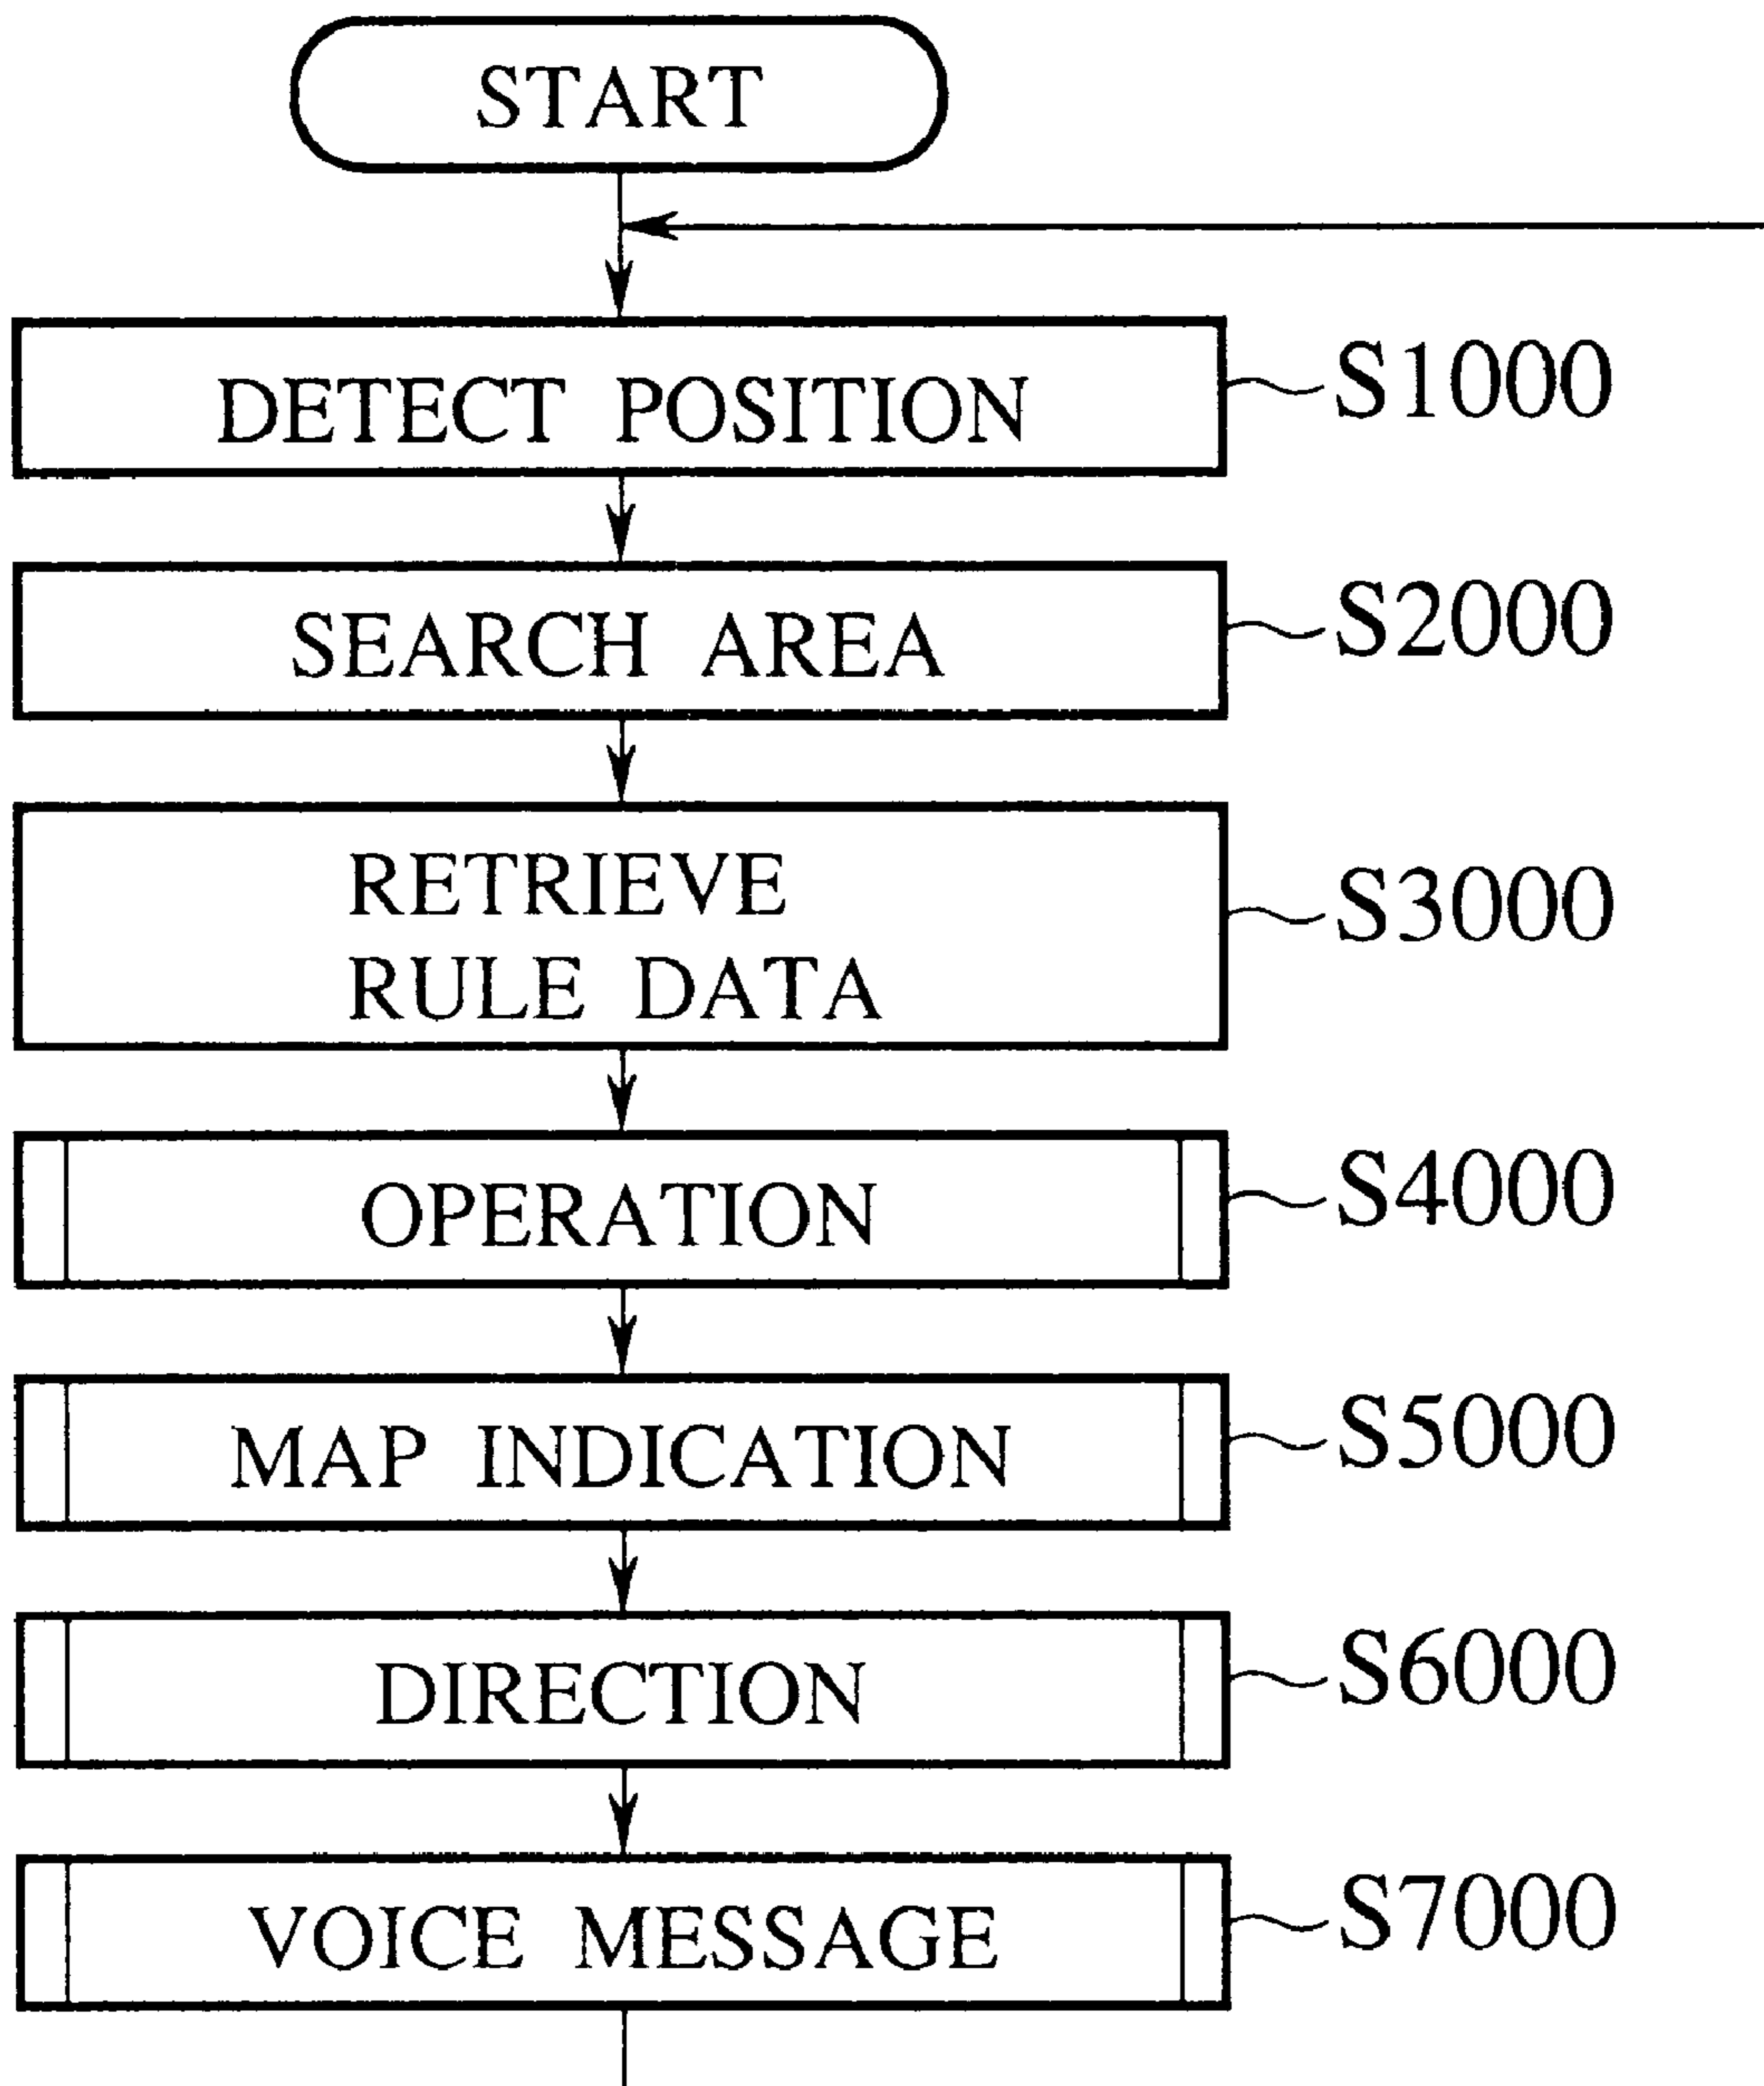 START
DETECT POSITION
S1000
SEARCH AREA
S2000
RETRIEVE
RULE DATA
S3000
OPERATION
S4000
MAP INDICATION
S5000
DIRECTION
S6000
VOICE MESSAGE
S7000